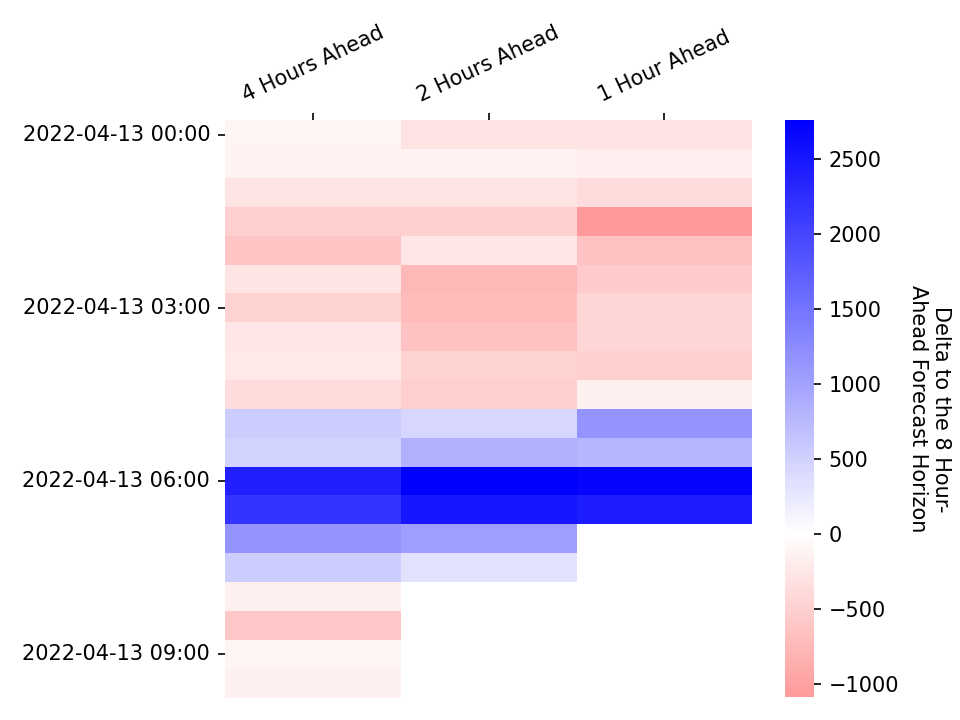 4 Hours Ahead
2 Hours Ahead
1 Hour Ahead
2022-04-13 00:00
2022-04-13 03:00
2022-04-13 06:00
2022-04-13 09:00
2500
2000
1500
1000
500
0
−500
−1000
Delta to the 8 Hour-
Ahead Forecast Horizon